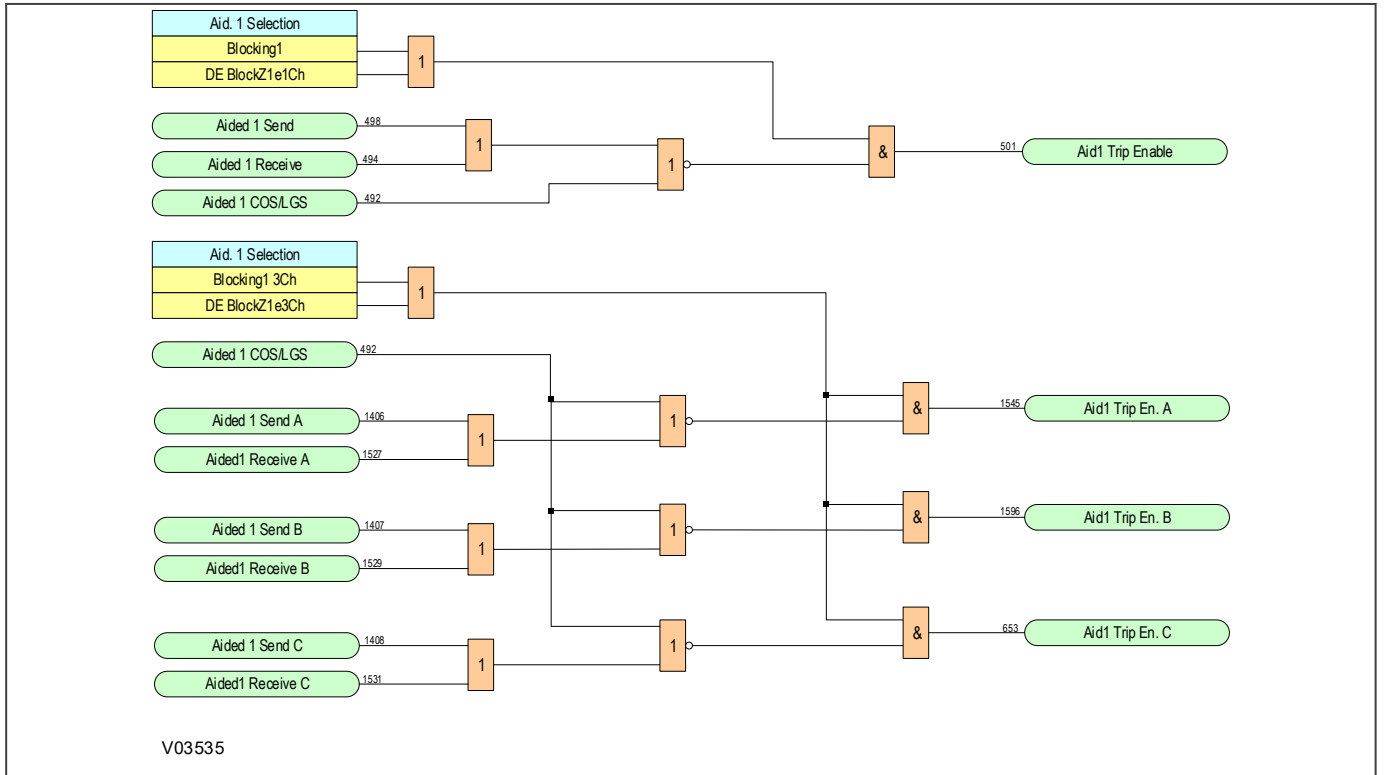 Aid. 1 Selection
Blocking1
DE BlockZ1e1Ch
1
Aided 1 Send
498
Aided 1 Receive
494
1
Aided 1 COS/LGS
492
1
&
501
Aid1 Trip Enable
Aid. 1 Selection
Blocking1 3Ch
DE BlockZ1e3Ch
1
Aided 1 COS/LGS
492
Aided 1 Send A
1406
Aided1 Receive A
1527
1
1
&
1545
Aid1 Trip En. A
Aided 1 Send B
1407
Aided1 Receive B
1529
1
1
&
1596
Aid1 Trip En. B
Aided 1 Send C
1408
Aided1 Receive C
1531
1
1
&
653
Aid1 Trip En. C
V03535